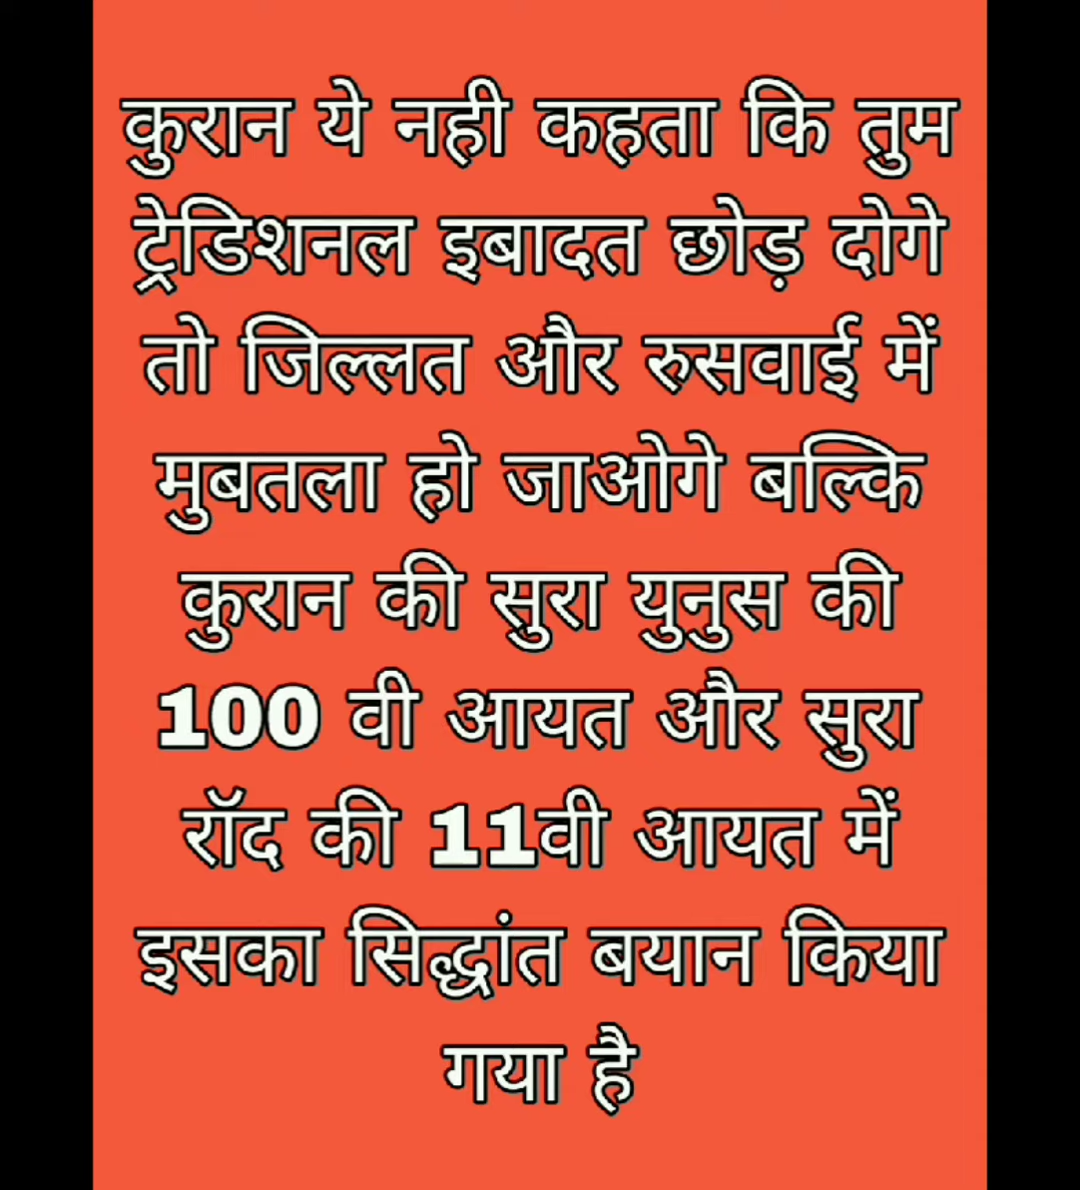 कुरान ये नही कहता कि तुम
ट्रेडिशनल इबादत छोड़ दोगे
तो जिल्लत और रुसवाई में
मुबतला हो जाओगे बल्कि
कुरान की सुरा युनुस की
100 वी आयत और सुरा
रॉद की 11वी आयत में
इसका सिद्धांत बयान किया
गया है